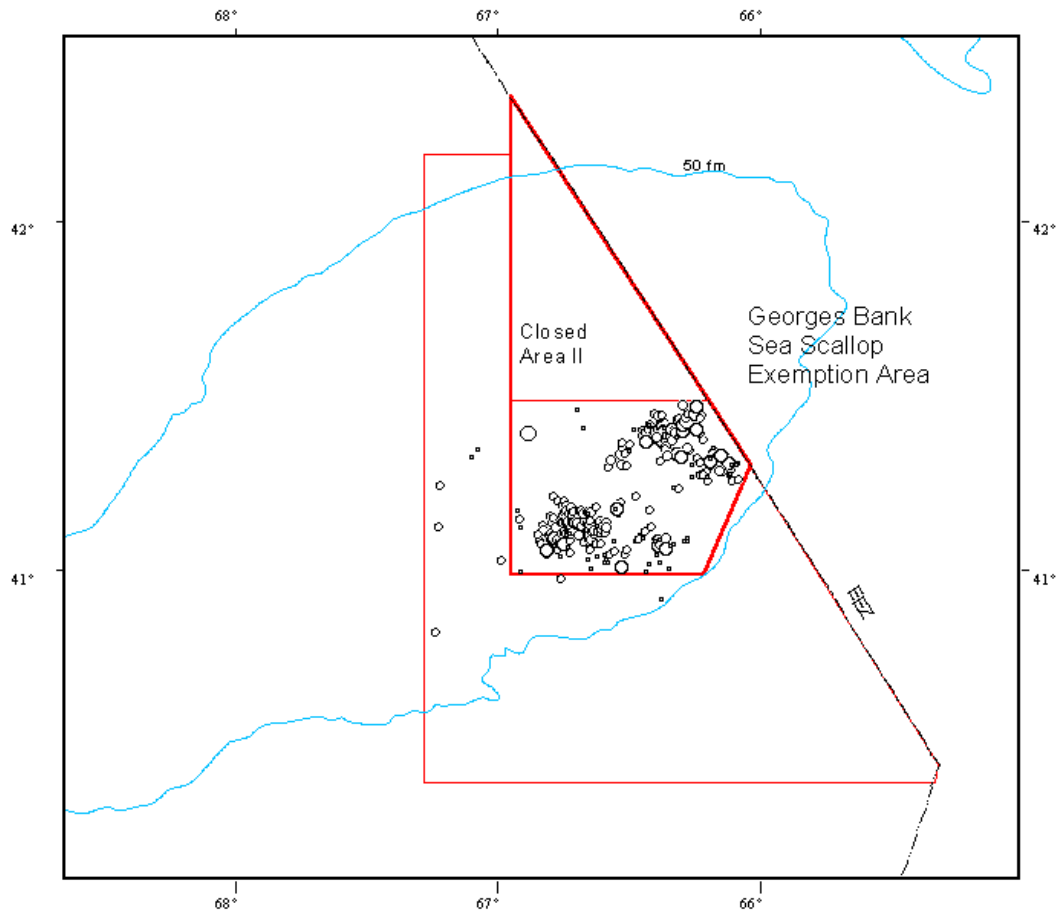 68°
67°
66°
50 fm
42°
42°
Georges Bank
Sea Scallop
Exemption Area
Closed
Area II
41°
41°
EEZ
68°
67°
66°